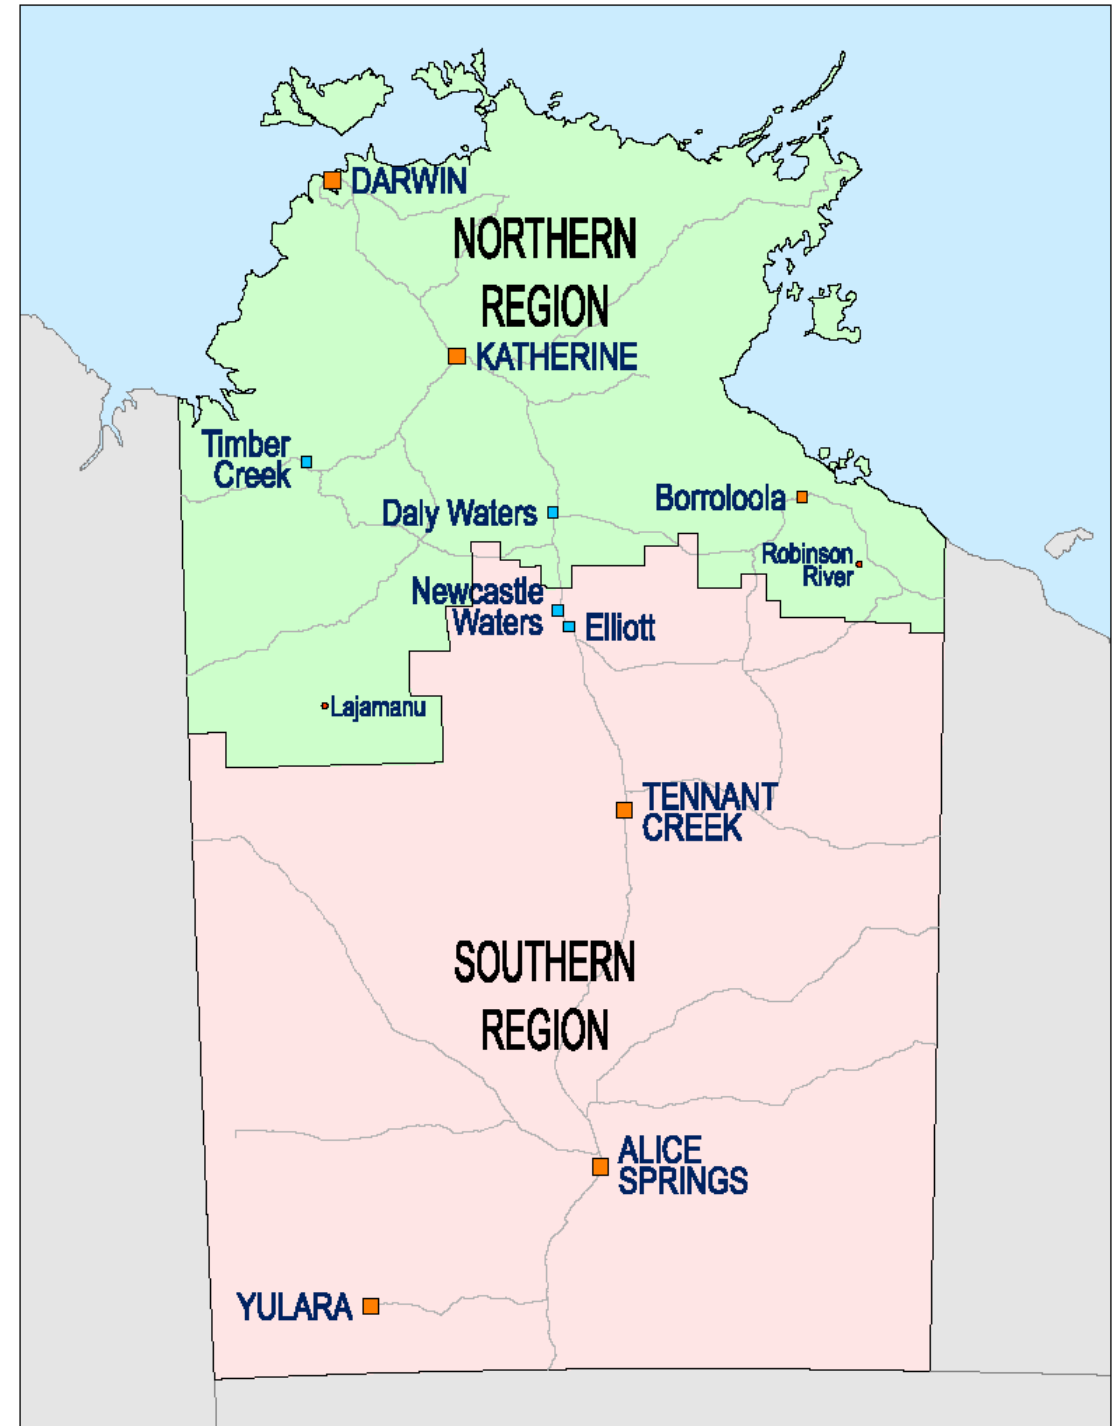 DARWIN
NORTHERN
REGION
KATHERINE
Timber
Creek
Daly Waters
Borroloola
Robinson
River
Newcastle
Waters
Elliott
Lajamanu
TENNANT
CREEK
SOUTHERN
REGION
ALICE
SPRINGS
YULARA